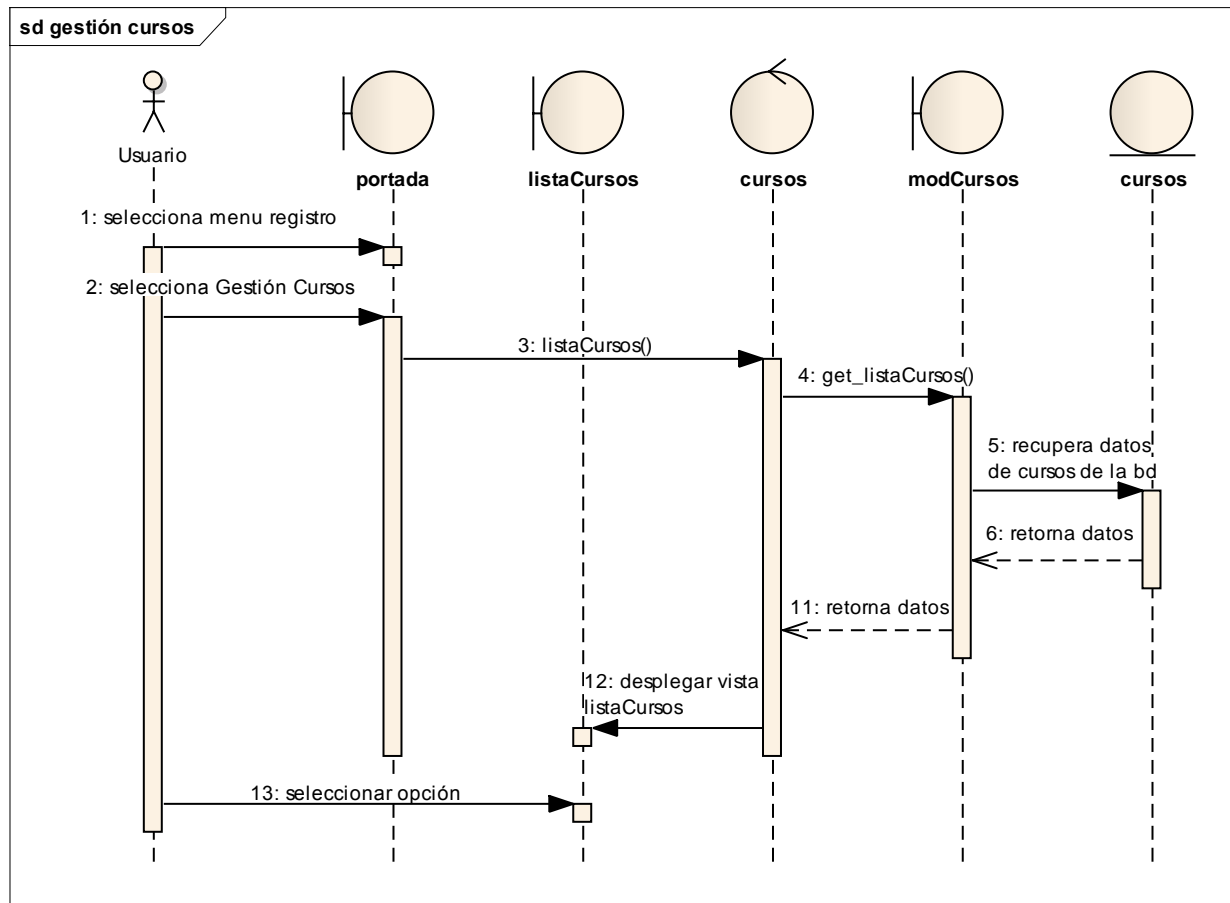 sd gestión cursos
Usuario
portada
listaCursos
cursos
modCursos
cursos
1: selecciona menu registro
2: selecciona Gestión Cursos
3: listaCursos()
4: get_listaCursos()
5: recupera datos
de cursos de la bd
6: retorna datos
11: retorna datos
12: desplegar vista
listaCursos
13: seleccionar opción